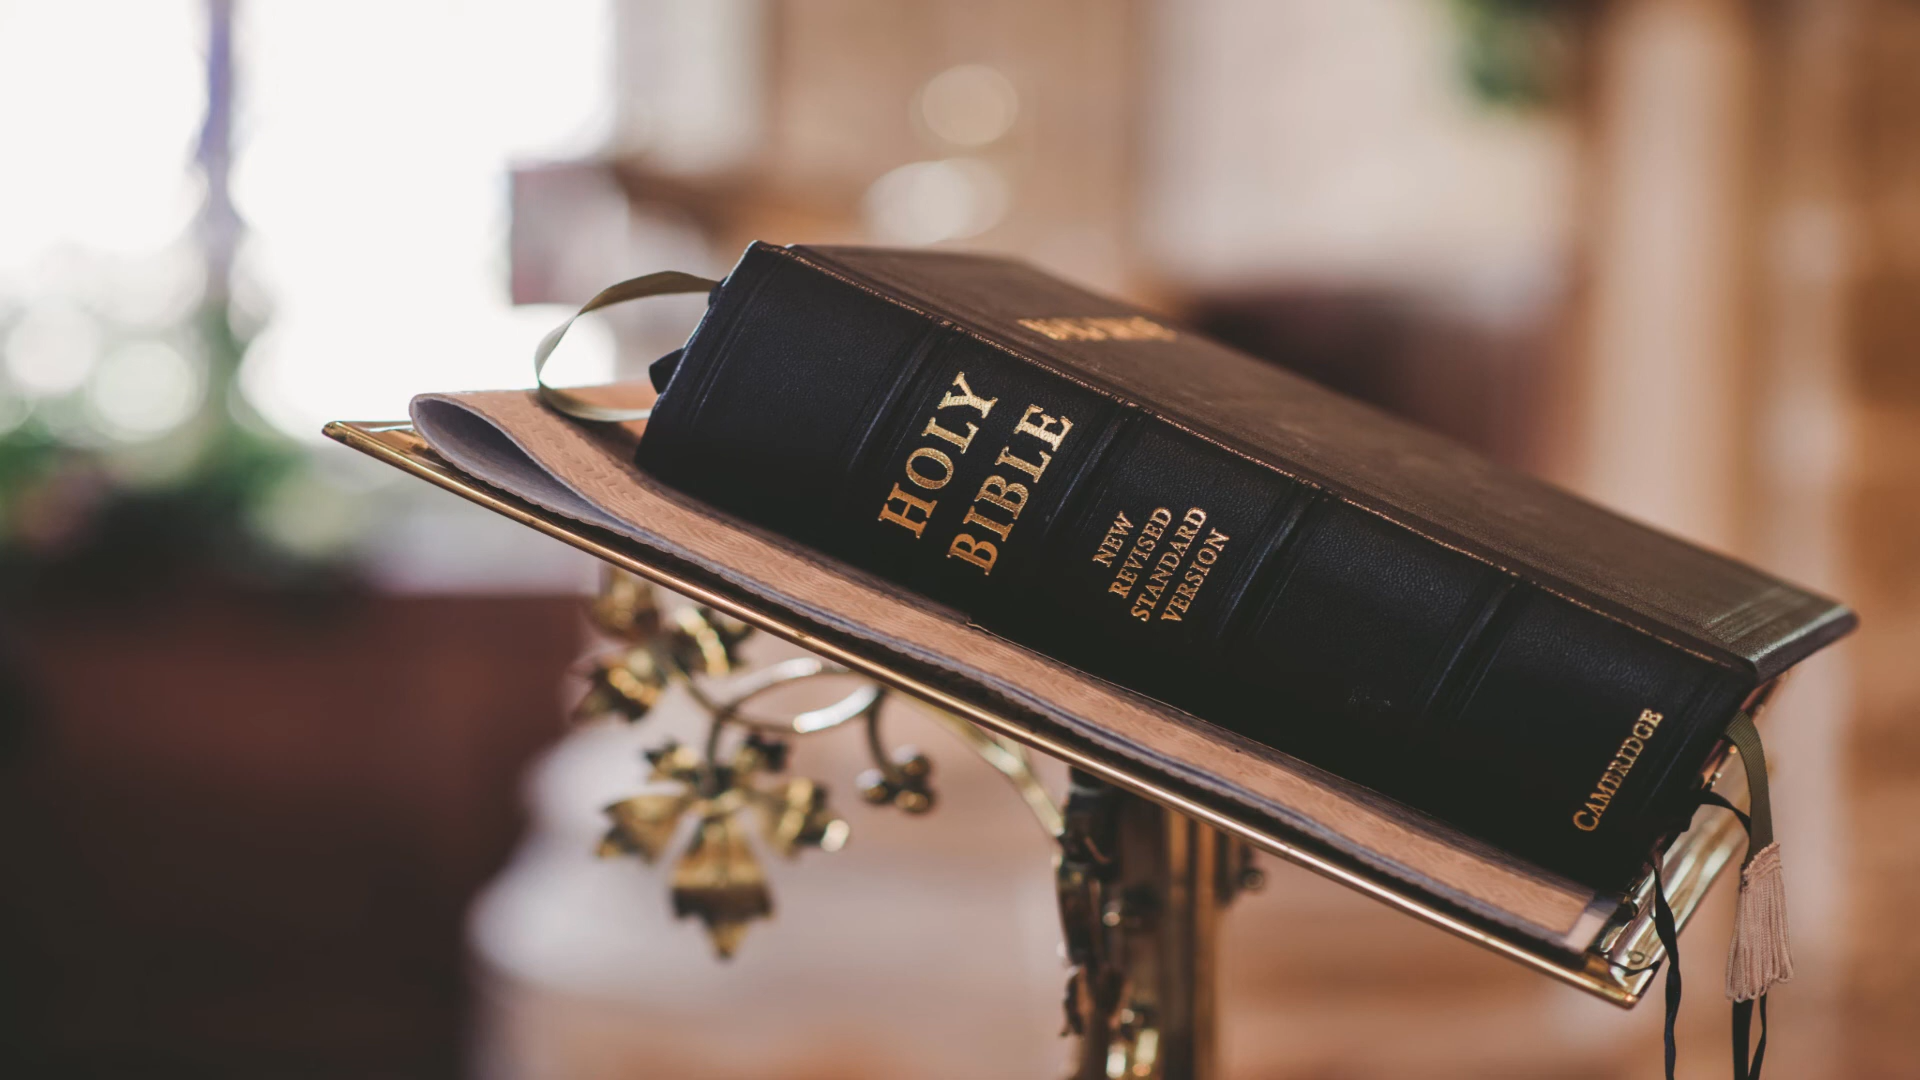 HOLY
BIBLE
NEW
REVISED
STANDARD
VERSION
CAMBRIDGE